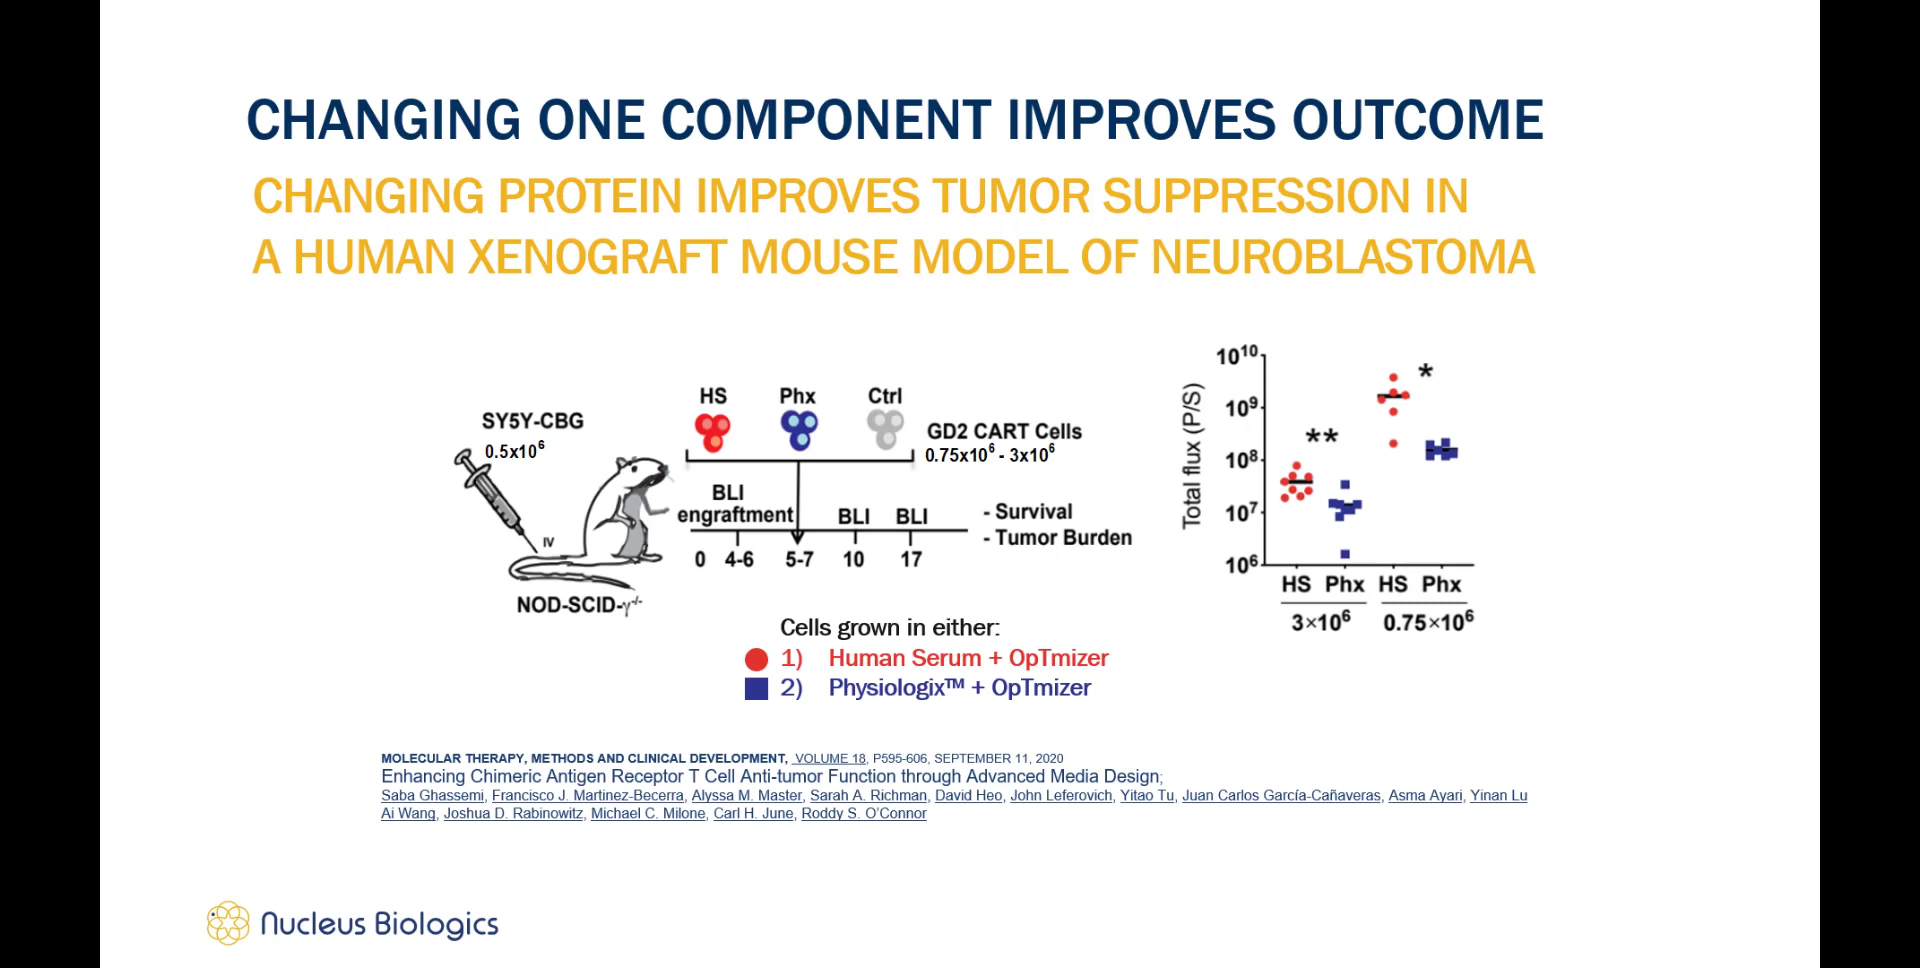 CHANGING ONE COMPONENT IMPROVES OUTCOME
CHANGING PROTEIN IMPROVES TUMOR SUPPRESSION IN
A HUMAN XENOGRAFT MOUSE MODEL OF NEUROBLASTOMA
SY5Y-CBG
0.5x10⁶
IV
NOD-SCID-γ⁻/⁻
HS Phx Ctrl
GD2 CART Cells
0.75x10⁶ - 3x10⁶
BLI
engraftment
BLI BLI
0 4-6 5-7 10 17
- Survival
- Tumor Burden
Total flux (P/S)
10¹⁰
10⁹
10⁸
10⁷
10⁶
**
*
HS Phx HS Phx
3×10⁶ 0.75×10⁶
Cells grown in either:
1) Human Serum + OpTmizer
2) Physiologix™ + OpTmizer
MOLECULAR THERAPY, METHODS AND CLINICAL DEVELOPMENT, VOLUME 18, P595-606, SEPTEMBER 11, 2020
Enhancing Chimeric Antigen Receptor T Cell Anti-tumor Function through Advanced Media Design;
Saba Ghassemi, Francisco J. Martinez-Becerra, Alyssa M. Master, Sarah A. Richman, David Heo, John Leferovich, Yitao Tu, Juan Carlos García-Cañaveras, Asma Ayari, Yinan Lu
Ai Wang, Joshua D. Rabinowitz, Michael C. Milone, Carl H. June, Roddy S. O'Connor
Nucleus Biologics